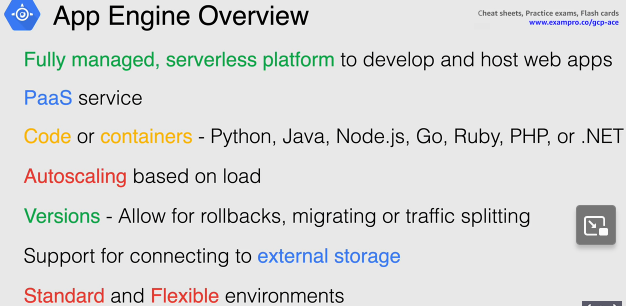 App Engine Overview
Cheat sheets, Practice exams, Flash cards
www.exampro.co/gcp-ace
Fully managed, serverless platform to develop and host web apps
PaaS service
Code or containers - Python, Java, Node.js, Go, Ruby, PHP, or .NET
Autoscaling based on load
Versions - Allow for rollbacks, migrating or traffic splitting
Support for connecting to external storage
Standard and Flexible environments